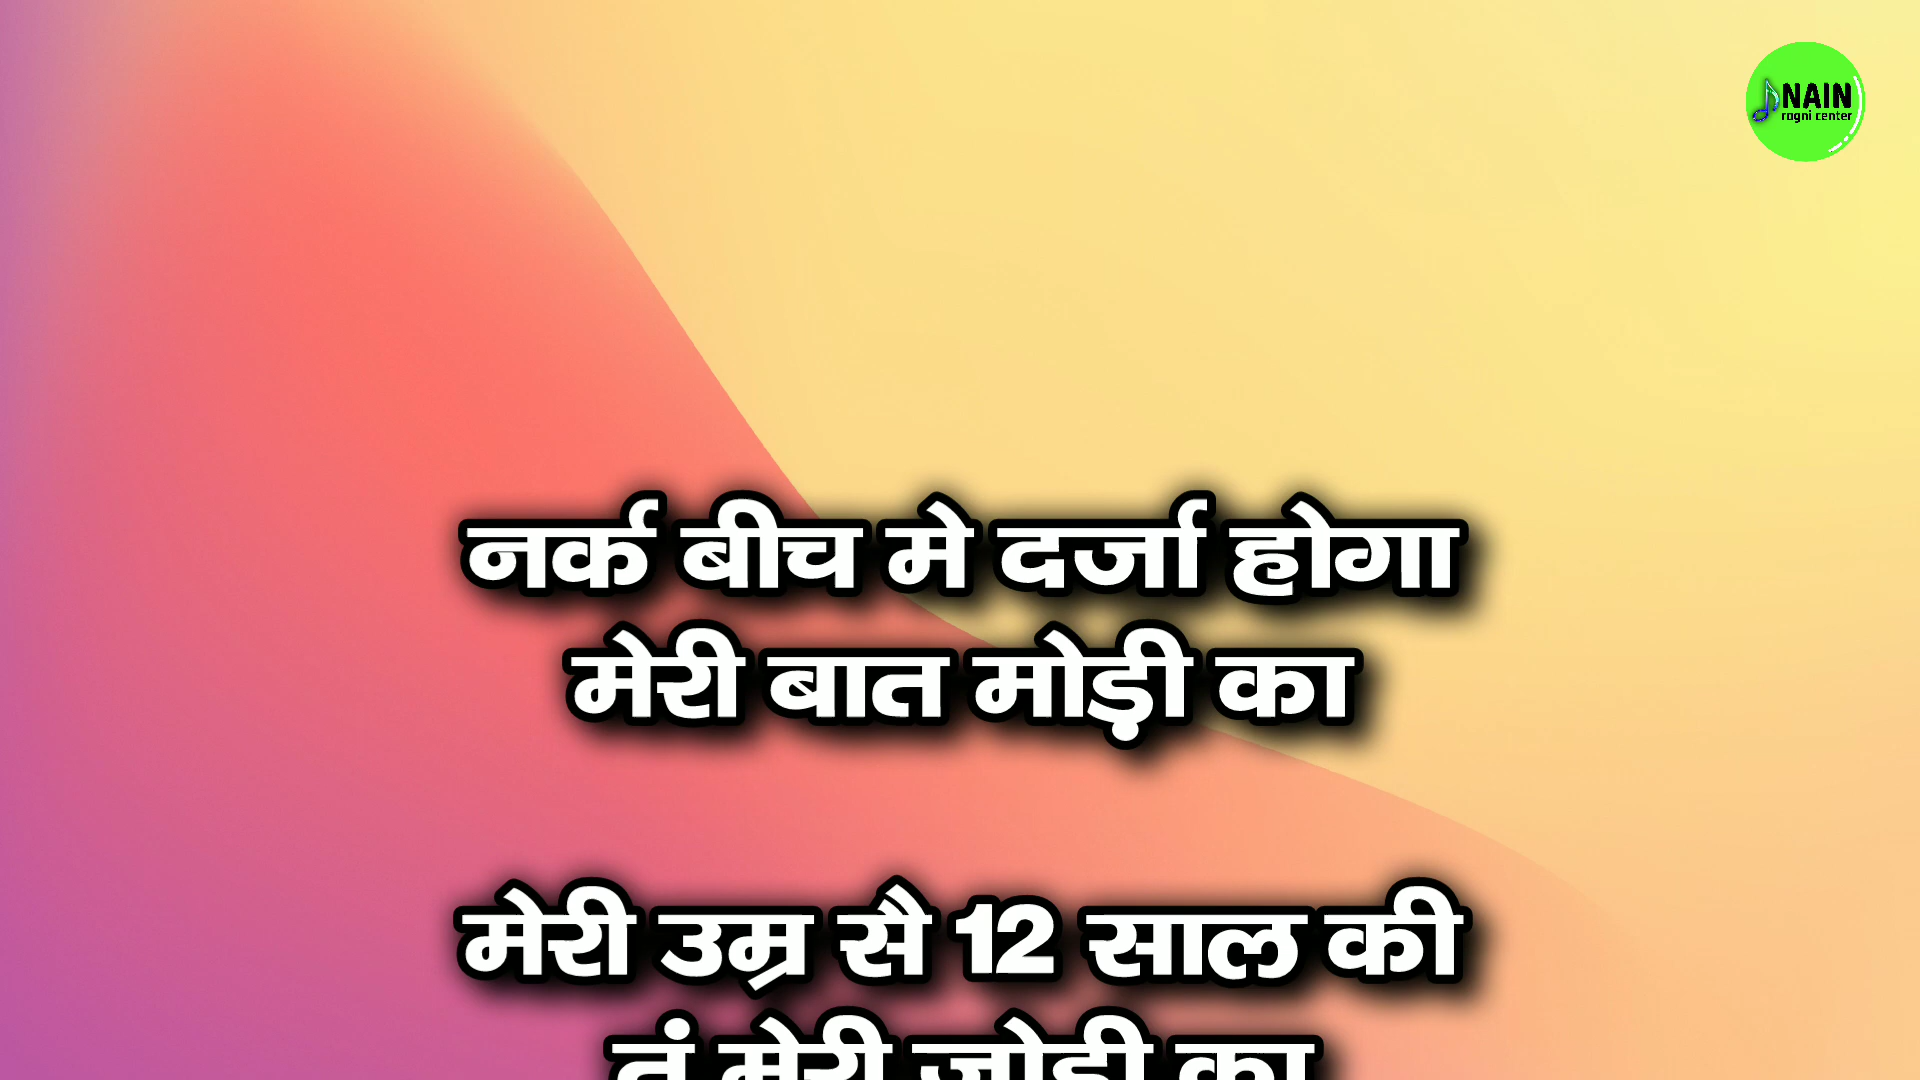 NAIN
ragni center
नर्क बीच मे दर्जा होगा
मेरी बात मोड़ी का
मेरी उम्र सै 12 साल की
तुं मेरी जोड़ी का